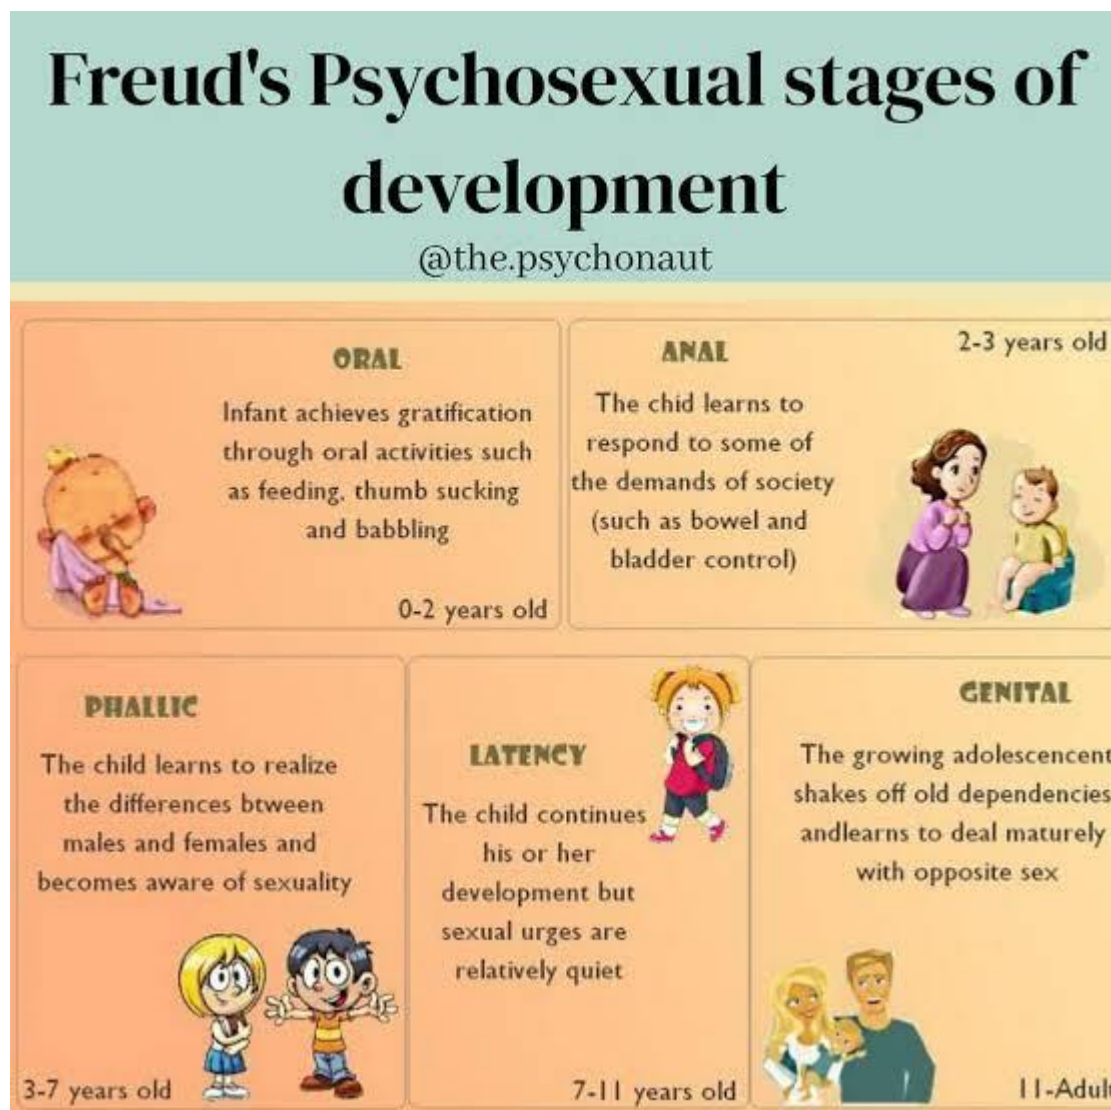 Freud's Psychosexual stages of
development
@the.psychonaut
ORAL
Infant achieves gratification
through oral activities such
as feeding, thumb sucking
and babbling
0-2 years old
ANAL
2-3 years old
The chid learns to
respond to some of
the demands of society
(such as bowel and
bladder control)
PHALLIC
The child learns to realize
the differences btween
males and females and
becomes aware of sexuality
3-7 years old
LATENCY
The child continues
his or her
development but
sexual urges are
relatively quiet
7-11 years old
GENITAL
The growing adolescencent
shakes off old dependencies
andlearns to deal maturely
with opposite sex
11-Adult